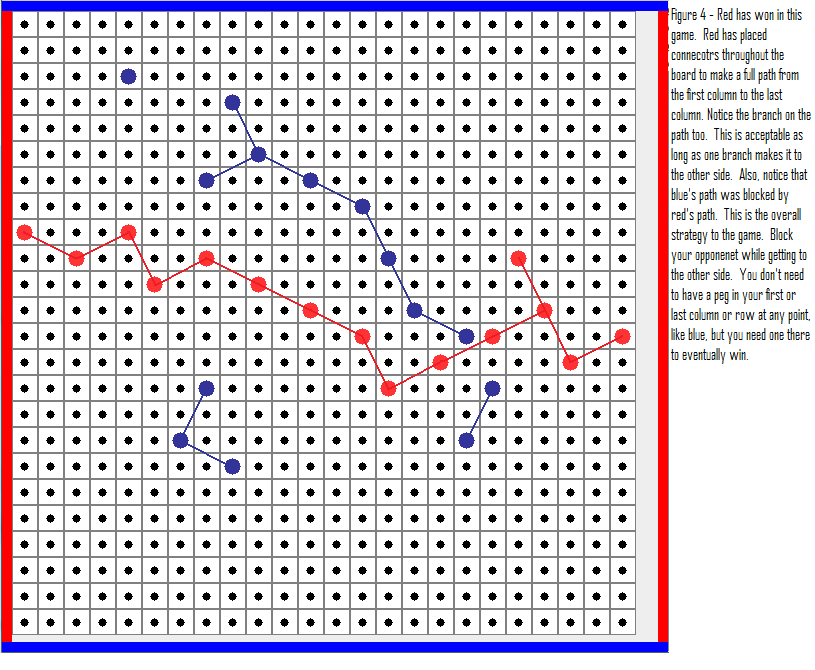 Figure 4 - Red has won in this
game.  Red has placed
connecotrs throughout the
board to make a full path from
the first column to the last
column. Notice the branch on the
path too.  This is acceptable as
long as one branch makes it to
the other side.  Also, notice that
blue's path was blocked by
red's path.  This is the overall
strategy to the game.  Block
your opponenet while getting to
the other side.  You don't need
to have a peg in your first or
last column or row at any point,
like blue, but you need one there
to eventually win.